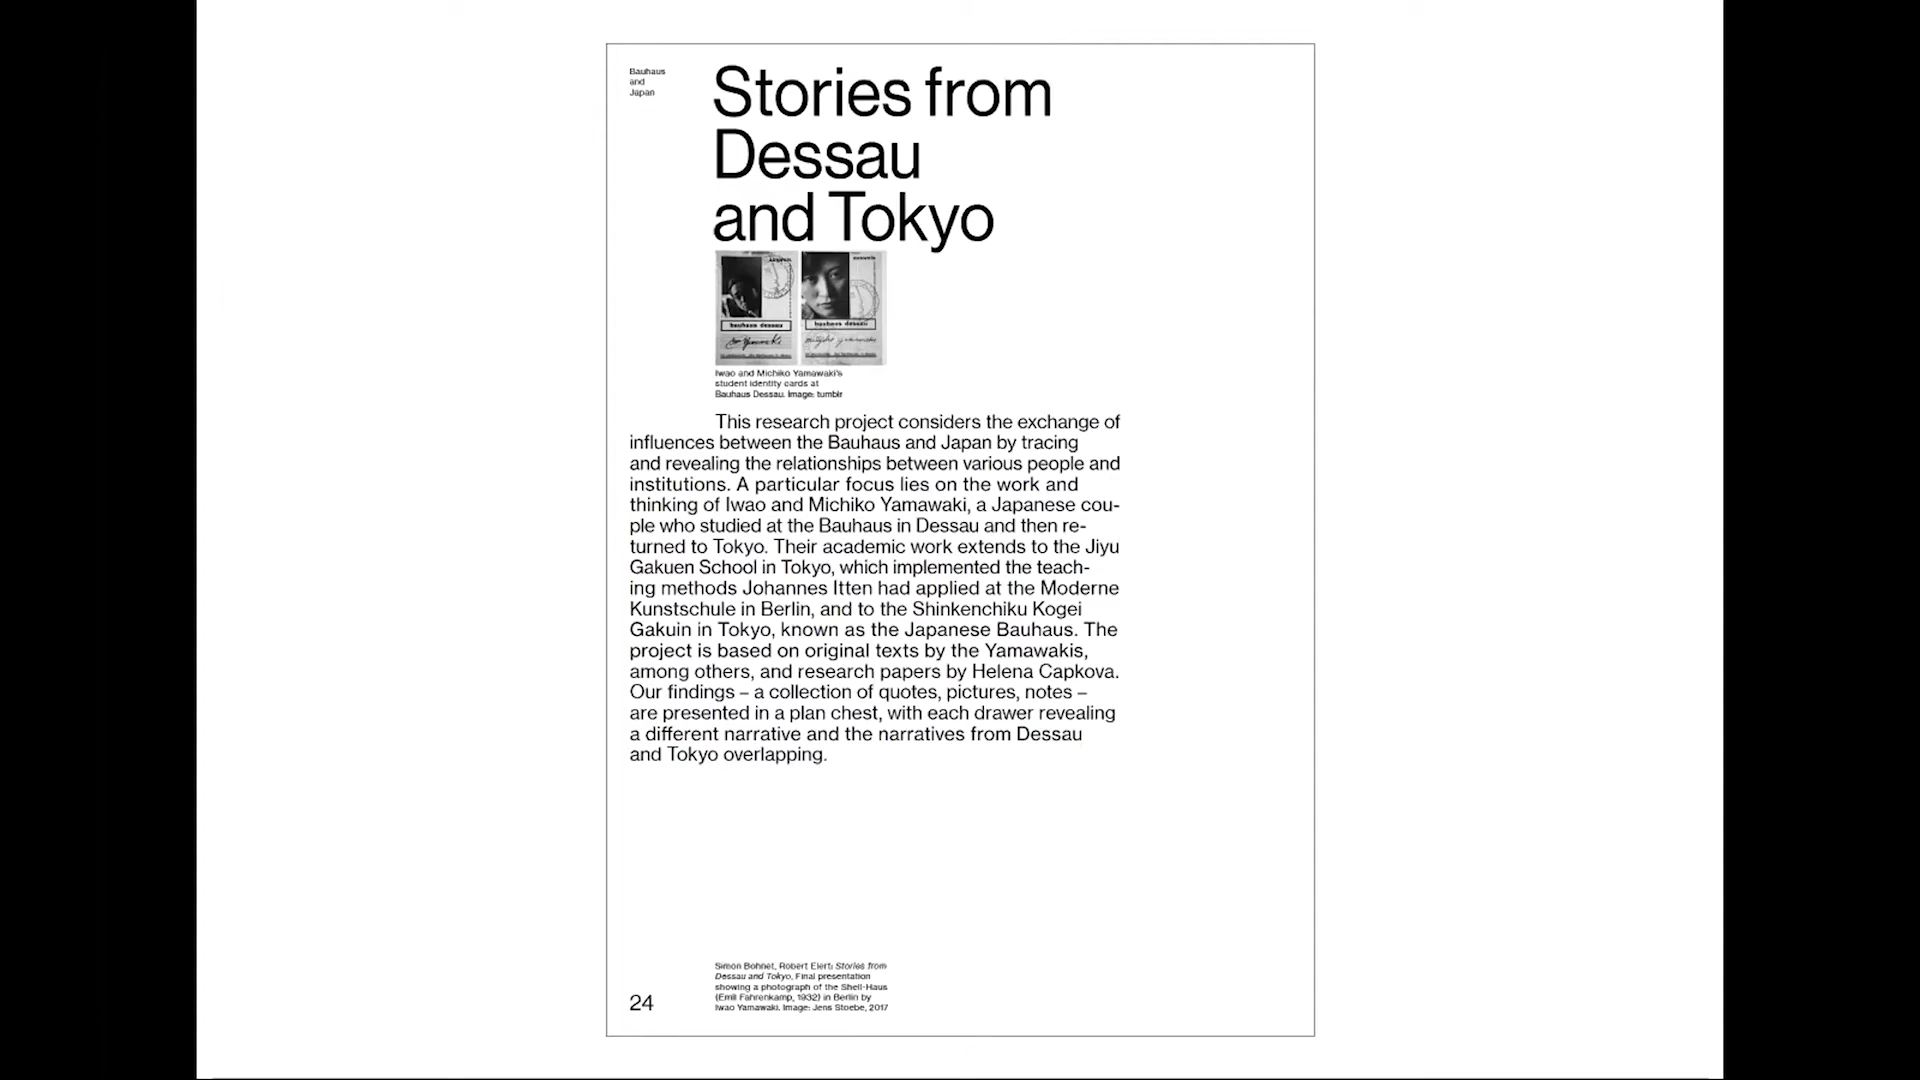 Bauhaus
and
Japan
Stories from
Dessau
and Tokyo
bauhaus dessau
bauhaus dessau
Iwao and Michiko Yamawaki's
student identity cards at
Bauhaus Dessau. Image: tumblr
This research project considers the exchange of
influences between the Bauhaus and Japan by tracing
and revealing the relationships between various people and
institutions. A particular focus lies on the work and
thinking of Iwao and Michiko Yamawaki, a Japanese cou-
ple who studied at the Bauhaus in Dessau and then re-
turned to Tokyo. Their academic work extends to the Jiyu
Gakuen School in Tokyo, which implemented the teach-
ing methods Johannes Itten had applied at the Moderne
Kunstschule in Berlin, and to the Shinkenchiku Kogei
Gakuin in Tokyo, known as the Japanese Bauhaus. The
project is based on original texts by the Yamawakis,
among others, and research papers by Helena Capkova.
Our findings – a collection of quotes, pictures, notes –
are presented in a plan chest, with each drawer revealing
a different narrative and the narratives from Dessau
and Tokyo overlapping.
Simon Bohnet, Robert Elert: Stories from
Dessau and Tokyo, Final presentation
showing a photograph of the Shell-Haus
(Emil Fahrenkamp, 1932) in Berlin by
Iwao Yamawaki. Image: Jens Stoebe, 2017
24